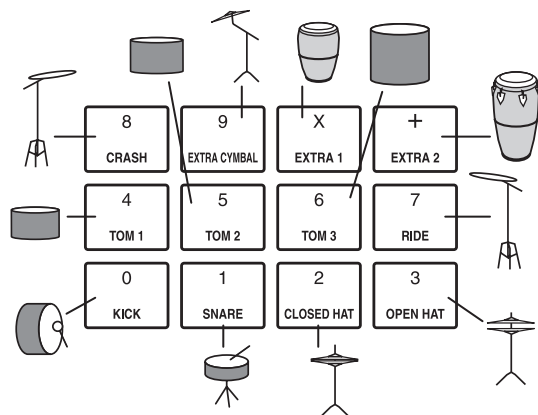 8 9 X +
CRASH EXTRA CYMBAL EXTRA 1 EXTRA 2
4 5 6 7
TOM 1 TOM 2 TOM 3 RIDE
0 1 2 3
KICK SNARE CLOSED HAT OPEN HAT